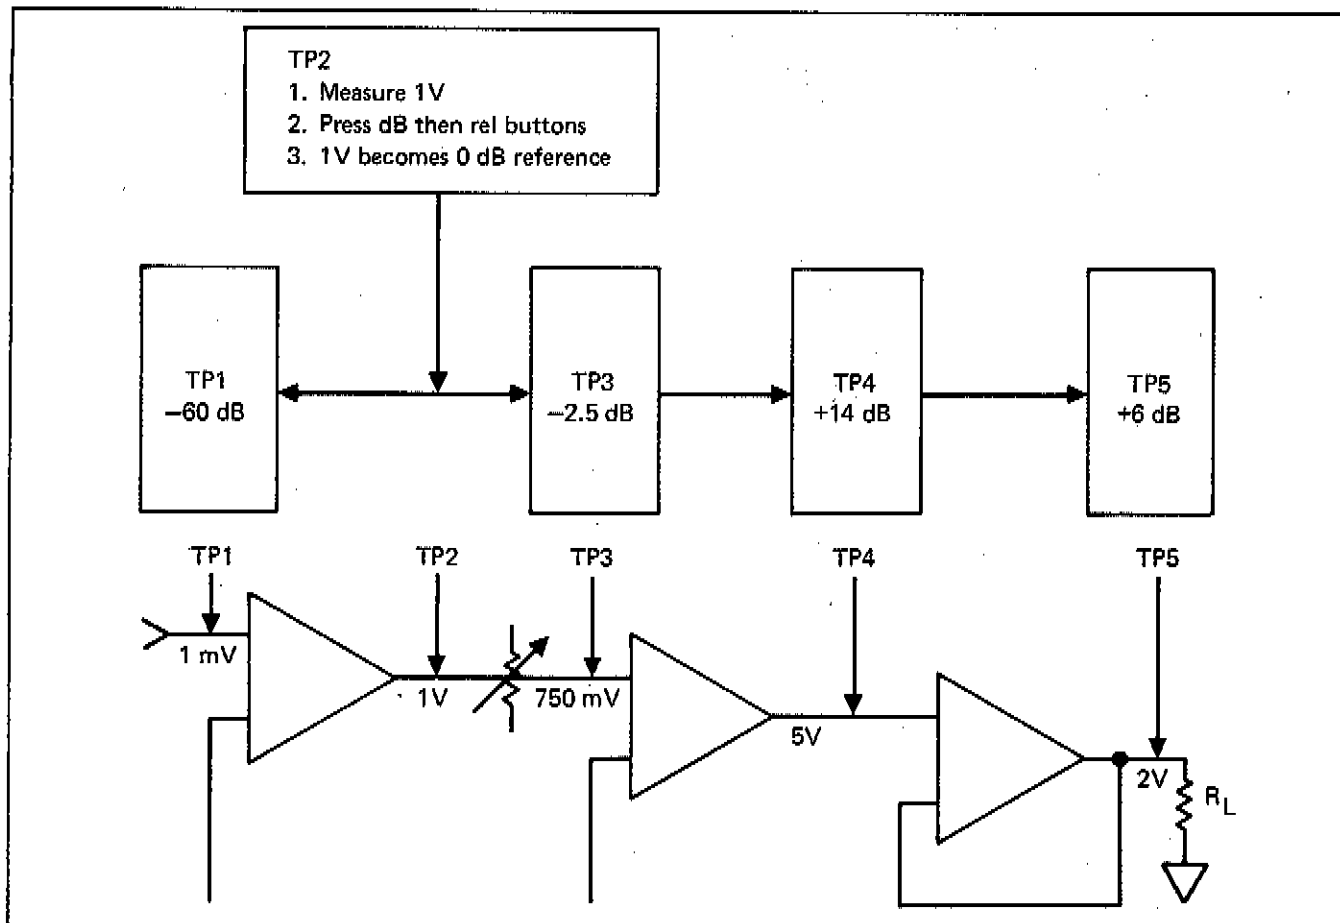 TP2
1. Measure 1V
2. Press dB then rel buttons
3. 1V becomes 0 dB reference
TP1
−60 dB
TP3
−2.5 dB
TP4
+14 dB
TP5
+6 dB
TP1
TP2
TP3
TP4
TP5
1 mV
1V
750 mV
5V
2V
RL